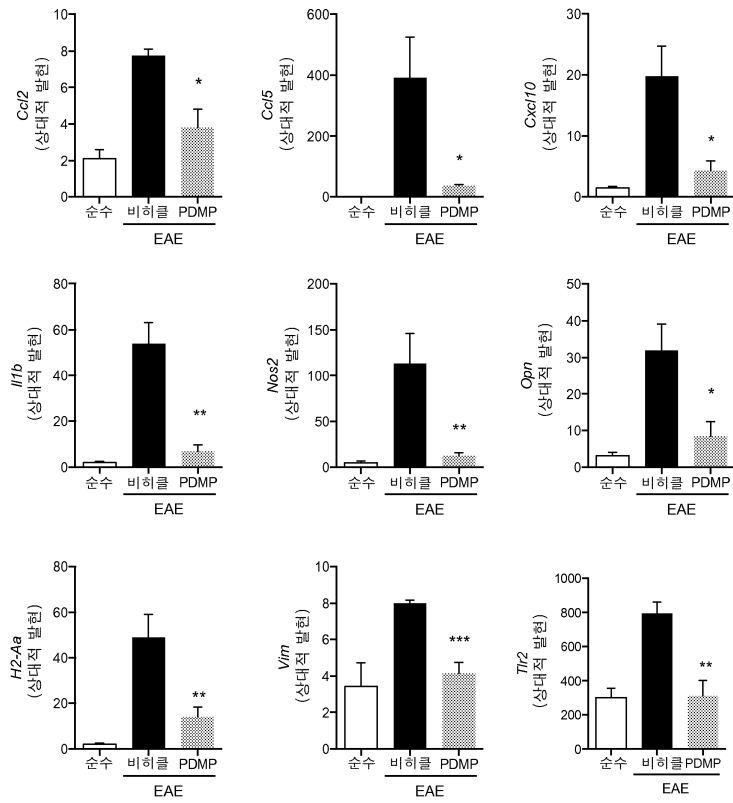 Ccl2
(상대적 발현)
10
8
6
4
2
0
*
순수 비히클 PDMP
EAE
Ccl5
(상대적 발현)
600
400
200
0
*
순수 비히클 PDMP
EAE
Cxcl10
(상대적 발현)
30
20
10
0
*
순수 비히클 PDMP
EAE
Il1b
(상대적 발현)
80
60
40
20
0
**
순수 비히클 PDMP
EAE
Nos2
(상대적 발현)
200
150
100
50
0
**
순수 비히클 PDMP
EAE
Opn
(상대적 발현)
50
40
30
20
10
0
*
순수 비히클 PDMP
EAE
H2-Aa
(상대적 발현)
80
60
40
20
0
**
순수 비히클 PDMP
EAE
Vim
(상대적 발현)
10
8
6
4
2
0
***
순수 비히클 PDMP
EAE
Tlr2
(상대적 발현)
1000
800
600
400
200
0
**
순수 비히클 PDMP
EAE